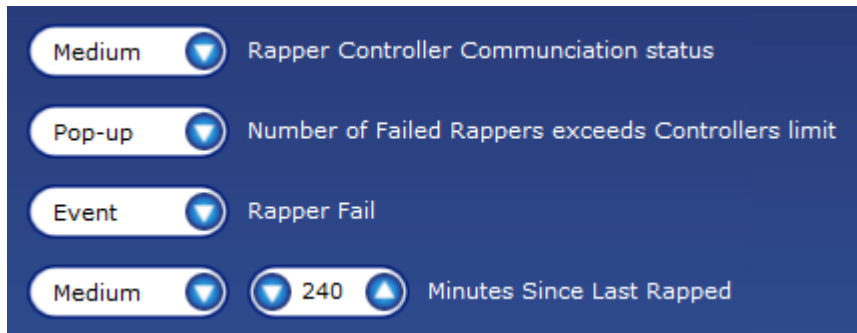 Medium Rapper Controller Communciation status
Pop-up Number of Failed Rappers exceeds Controllers limit
Event Rapper Fail
Medium 240 Minutes Since Last Rapped